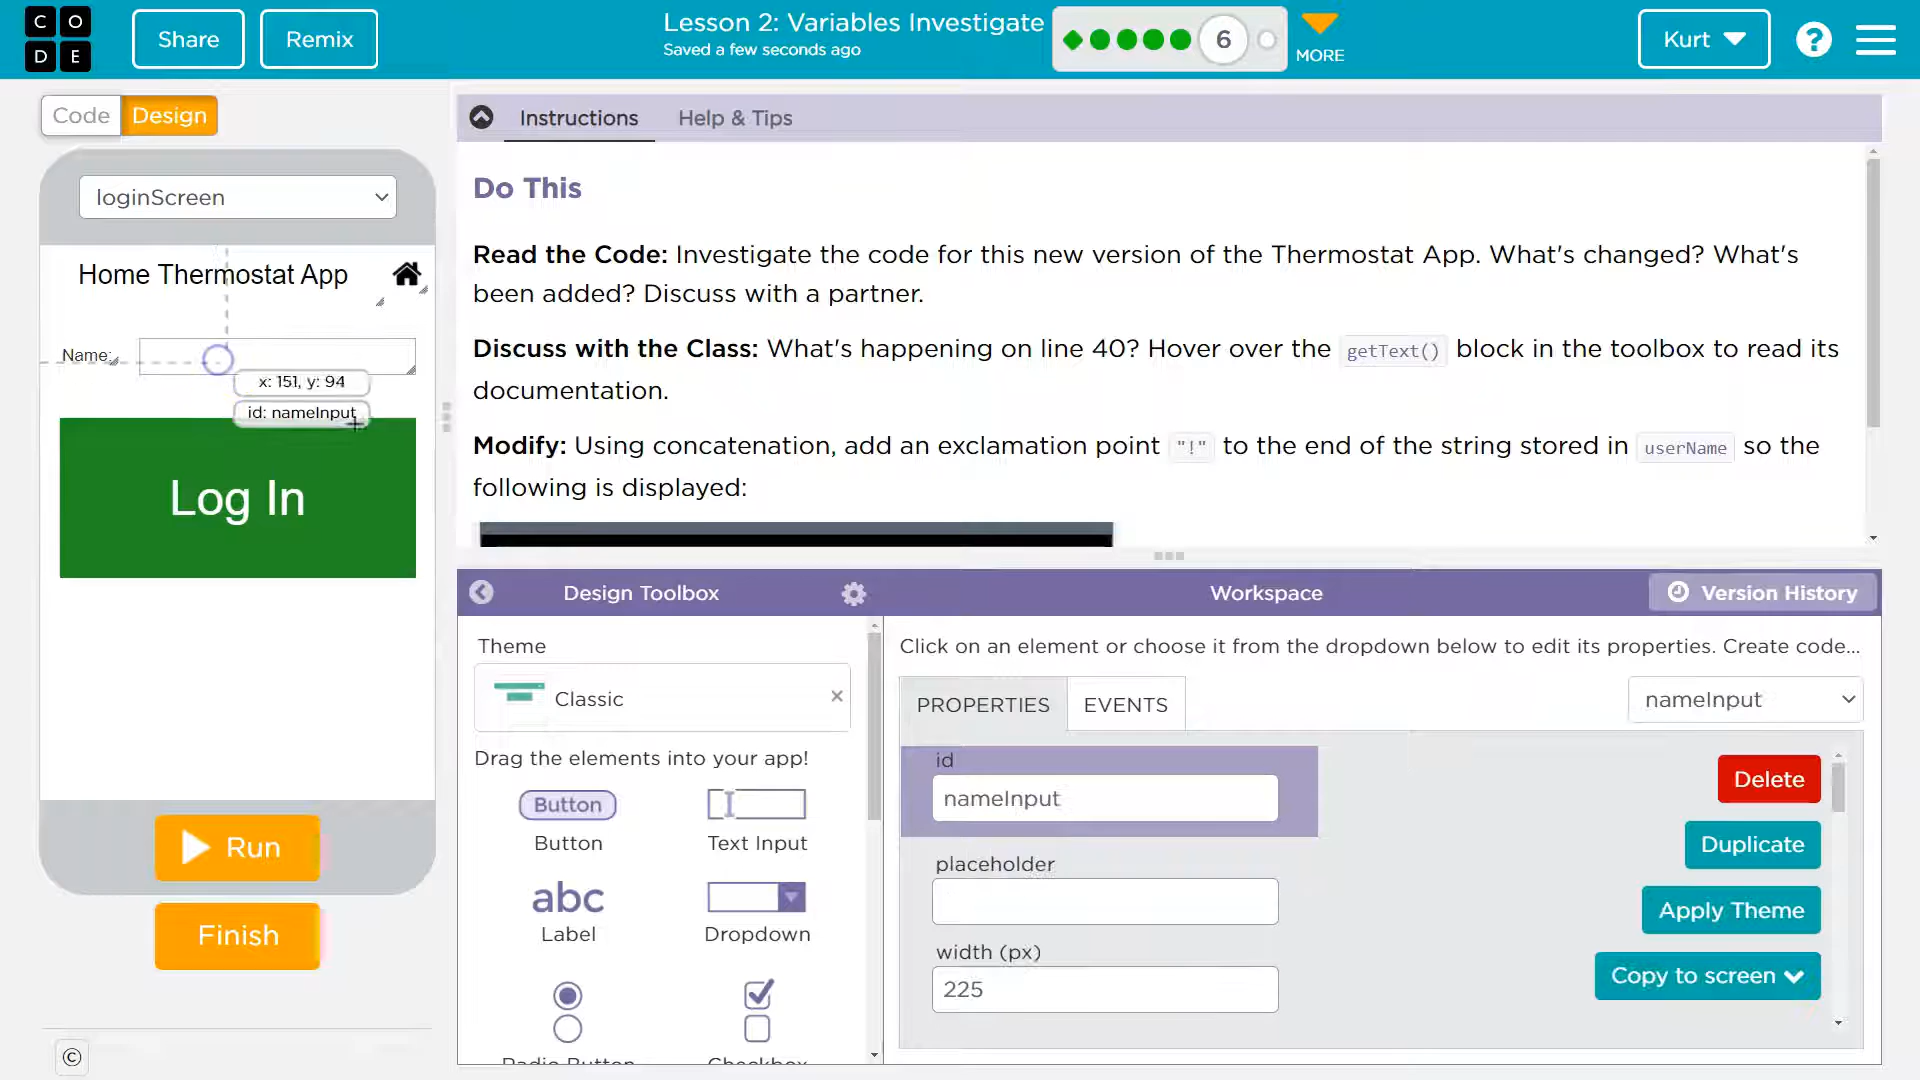 C O
D E
Share
Remix
Lesson 2: Variables Investigate
Saved a few seconds ago
6
MORE
Kurt
?
Code
Design
loginScreen
Home Thermostat App
Name:
x: 151, y: 94
id: nameInput
Log In
Run
Finish
©
Instructions
Help & Tips
Do This
Read the Code: Investigate the code for this new version of the Thermostat App. What's changed? What's
been added? Discuss with a partner.
Discuss with the Class: What's happening on line 40? Hover over the getText() block in the toolbox to read its
documentation.
Modify: Using concatenation, add an exclamation point "!" to the end of the string stored in userName so the
following is displayed:
Design Toolbox
Workspace
Version History
Theme
Classic
×
Drag the elements into your app!
Button
Button
Text Input
abc
Label
Dropdown
Radio Button
Checkbox
Click on an element or choose it from the dropdown below to edit its properties. Create code...
PROPERTIES
EVENTS
nameInput
id
nameInput
placeholder
width (px)
225
Delete
Duplicate
Apply Theme
Copy to screen